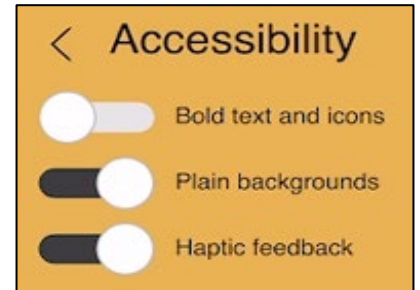 Accessibility
Bold text and icons
Plain backgrounds
Haptic feedback